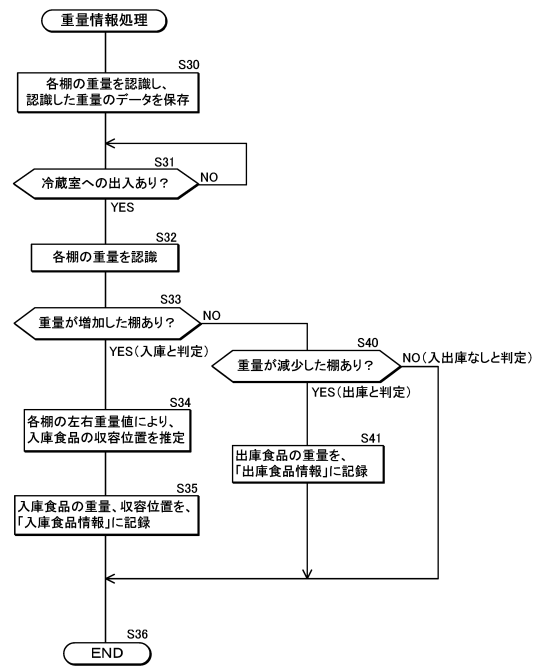 重量情報処理
S30
各棚の重量を認識し、
認識した重量のデータを保存
S31
冷蔵室への出入あり?
NO
YES
S32
各棚の重量を認識
S33
重量が増加した棚あり?
NO
YES(入庫と判定)
S40
重量が減少した棚あり?
NO(入出庫なしと判定)
YES(出庫と判定)
S34
各棚の左右重量値により、
入庫食品の収容位置を推定
S41
出庫食品の重量を、
「出庫食品情報」に記録
S35
入庫食品の重量、収容位置を、
「入庫食品情報」に記録
S36
END